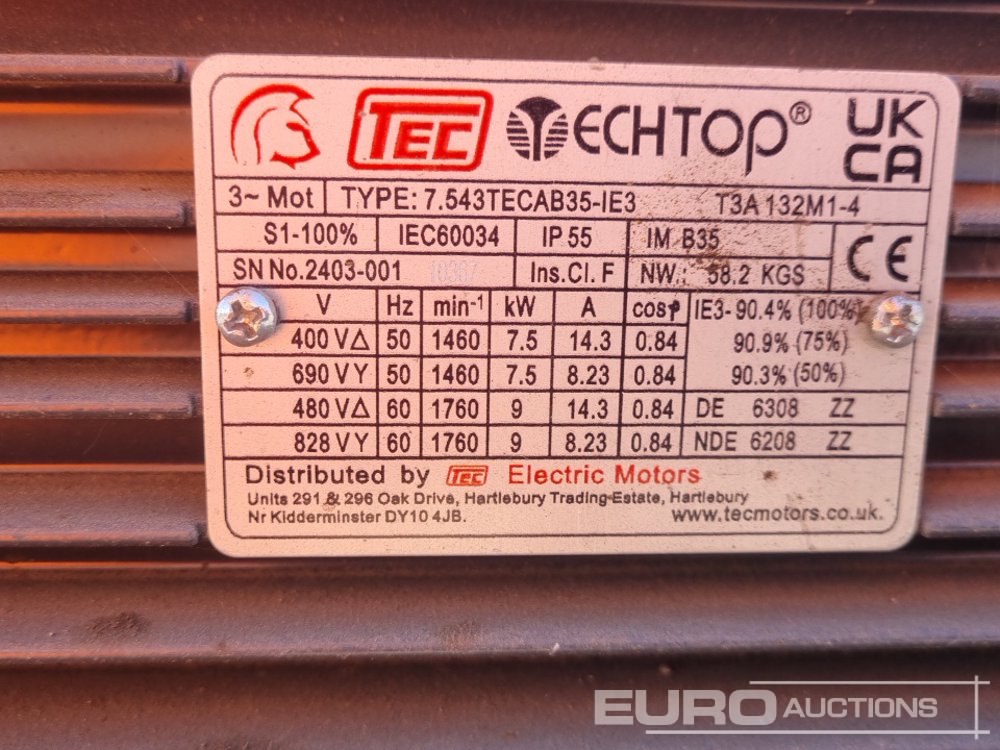 TEC TECHTOP® UK CA
3~ Mot TYPE: 7.543TECAB35-IE3 T3A 132M1-4
S1-100% IEC60034 IP 55 IM B35 CE
SN No.2403-001 10367 Ins.Cl. F NW.: 58.2 KGS
V Hz min-1 kW A cosφ IE3- 90.4% (100%)
400 V∆ 50 1460 7.5 14.3 0.84 90.9% (75%)
690 V Y 50 1460 7.5 8.23 0.84 90.3% (50%)
480 V∆ 60 1760 9 14.3 0.84 DE 6308 ZZ
828 V Y 60 1760 9 8.23 0.84 NDE 6208 ZZ
Distributed by TEC Electric Motors
Units 291 & 296 Oak Drive, Hartlebury Trading Estate, Hartlebury
Nr Kidderminster DY10 4JB. www.tecmotors.co.uk.
EURO AUCTIONS